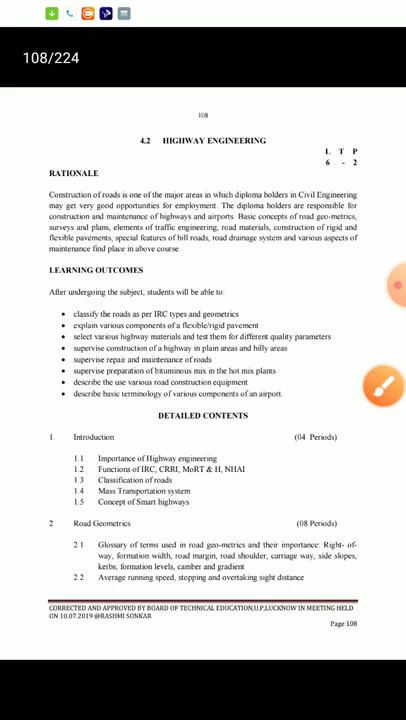 108/224
108
4.2 HIGHWAY ENGINEERING
L T P
6 - 2
RATIONALE
Construction of roads is one of the major areas in which diploma holders in Civil Engineering
may get very good opportunities for employment. The diploma holders are responsible for
construction and maintenance of highways and airports. Basic concepts of road geo-metrics,
surveys and plans, elements of traffic engineering, road materials, construction of rigid and
flexible pavements, special features of hill roads, road drainage system and various aspects of
maintenance find place in above course.
LEARNING OUTCOMES
After undergoing the subject, students will be able to:
• classify the roads as per IRC types and geometrics
• explain various components of a flexible/rigid pavement
• select various highway materials and test them for different quality parameters
• supervise construction of a highway in plain areas and hilly areas
• supervise repair and maintenance of roads
• supervise preparation of bituminous mix in the hot mix plants
• describe the use various road construction equipment
• describe basic terminology of various components of an airport.
DETAILED CONTENTS
1. Introduction (04 Periods)
1.1 Importance of Highway engineering
1.2 Functions of IRC, CRRI, MoRT & H, NHAI
1.3 Classification of roads
1.4 Mass Transportation system
1.5 Concept of Smart highways
2 Road Geometrics (08 Periods)
2.1 Glossary of terms used in road geo-metrics and their importance: Right- of-
way, formation width, road margin, road shoulder, carriage way, side slopes,
kerbs, formation levels, camber and gradient
2.2 Average running speed, stopping and overtaking sight distance
CORRECTED AND APPROVED BY BOARD OF TECHNICAL EDUCATION,U.P,LUCKNOW IN MEETING HELD
ON 10.07.2019 @RASHMI SONKAR
Page 108